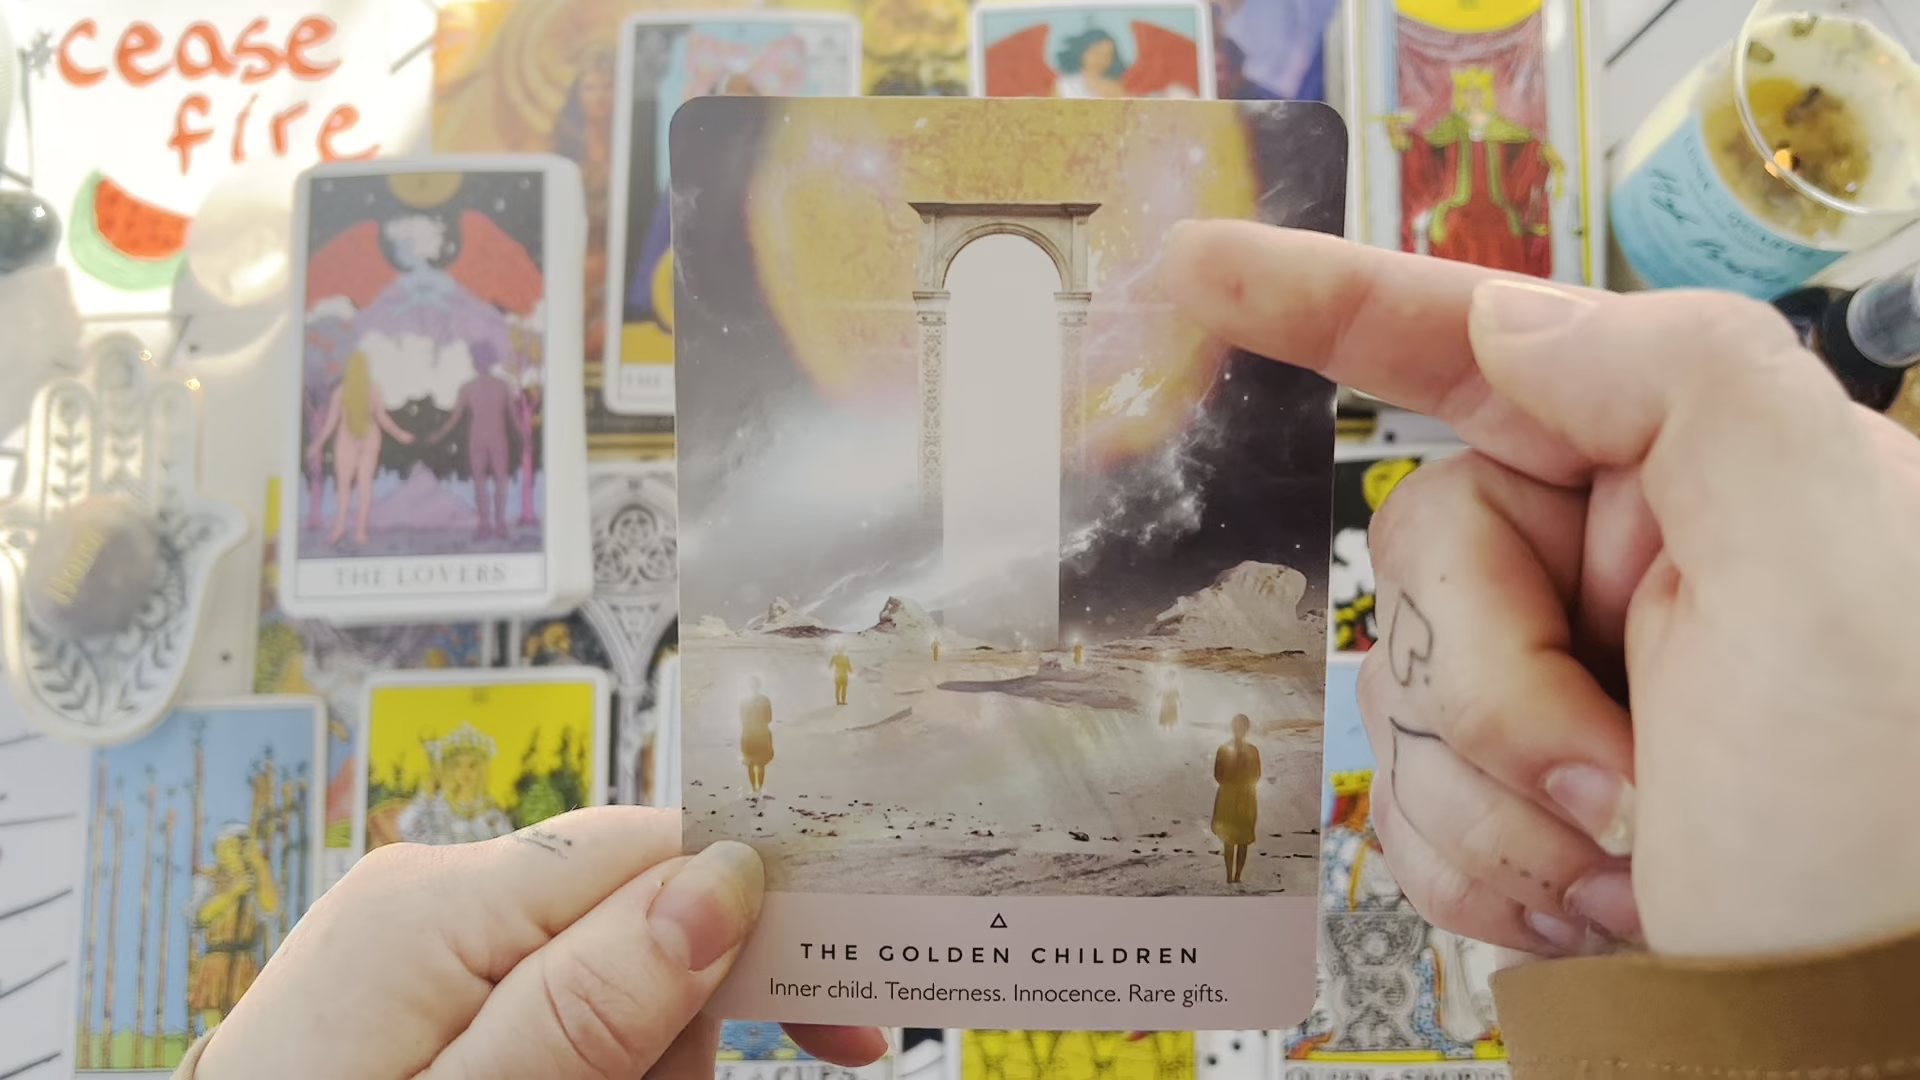 cease
fire
THE LOVERS
THE GOLDEN CHILDREN
Inner child. Tenderness. Innocence. Rare gifts.